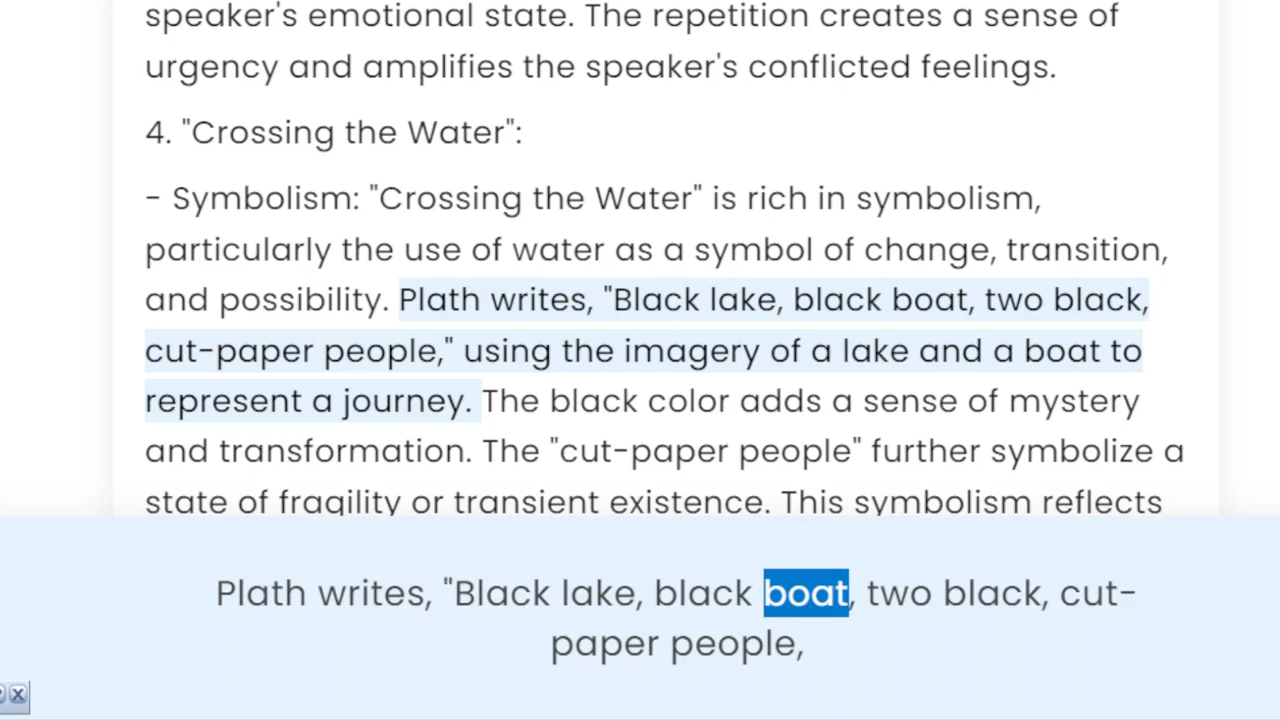 speaker's emotional state. The repetition creates a sense of
urgency and amplifies the speaker's conflicted feelings.
4. "Crossing the Water":
- Symbolism: "Crossing the Water" is rich in symbolism,
particularly the use of water as a symbol of change, transition,
and possibility. Plath writes, "Black lake, black boat, two black,
cut-paper people," using the imagery of a lake and a boat to
represent a journey. The black color adds a sense of mystery
and transformation. The "cut-paper people" further symbolize a
state of fragility or transient existence. This symbolism reflects
Plath writes, "Black lake, black boat, two black, cut-
paper people,